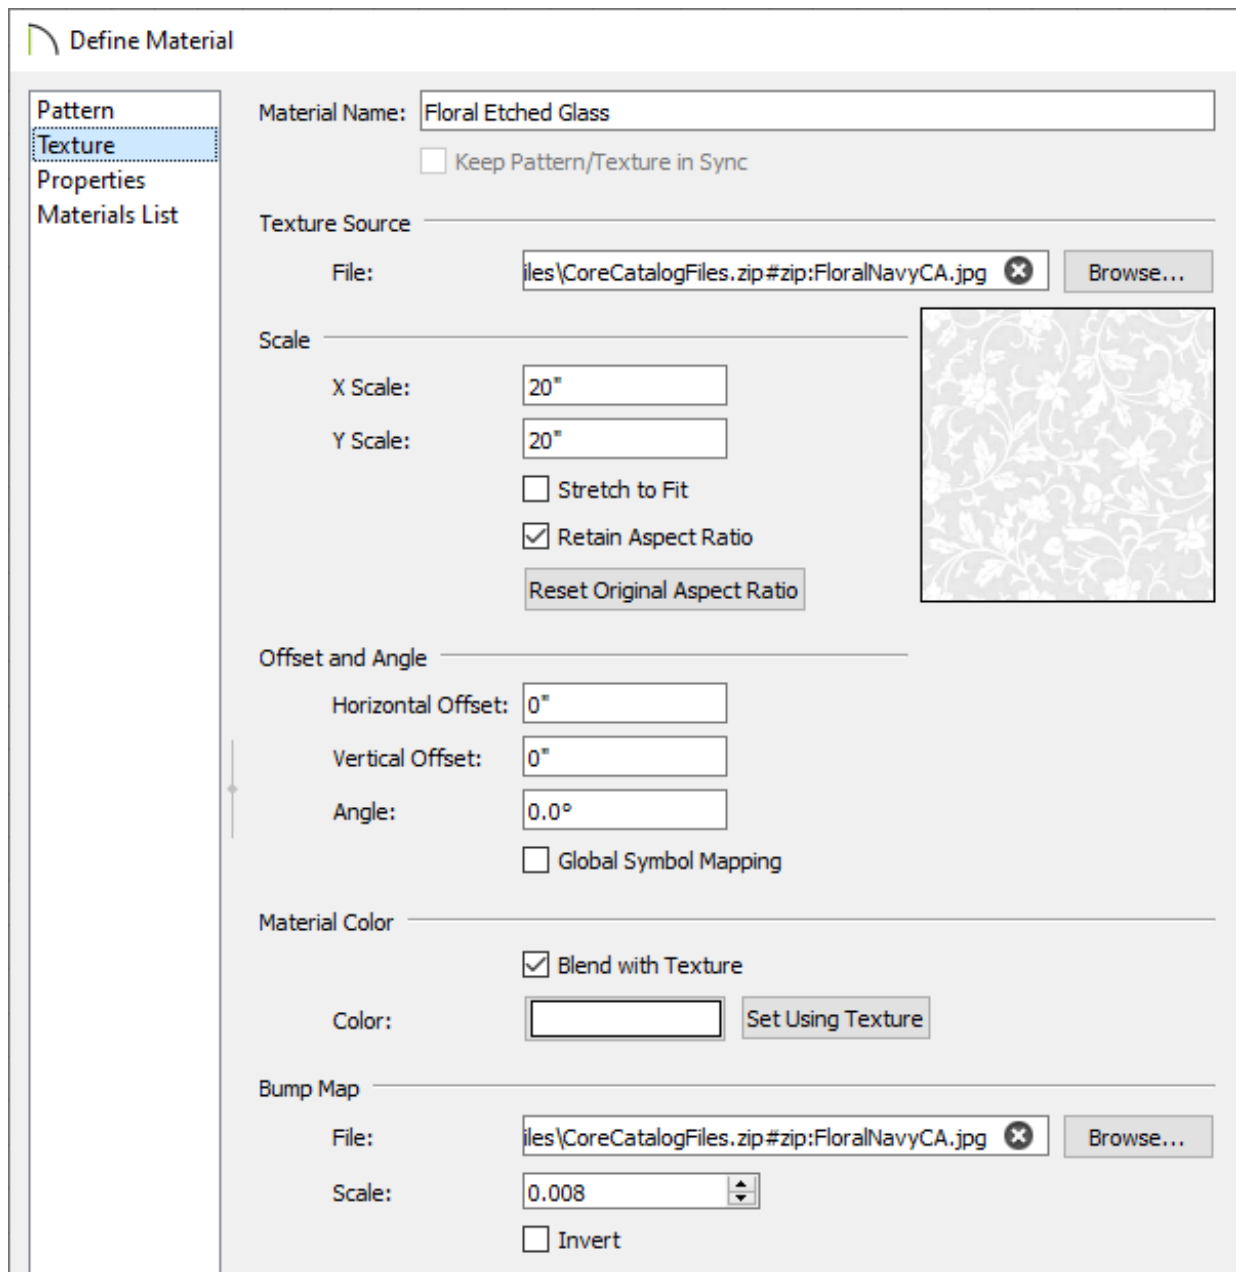 Define Material
Pattern
Texture
Properties
Materials List
Material Name: Floral Etched Glass
Keep Pattern/Texture in Sync
Texture Source
File: iles\CoreCatalogFiles.zip#zip:FloralNavyCA.jpg Browse...
Scale
X Scale: 20"
Y Scale: 20"
Stretch to Fit
Retain Aspect Ratio
Reset Original Aspect Ratio
Offset and Angle
Horizontal Offset: 0"
Vertical Offset: 0"
Angle: 0.0°
Global Symbol Mapping
Material Color
Blend with Texture
Color: Set Using Texture
Bump Map
File: iles\CoreCatalogFiles.zip#zip:FloralNavyCA.jpg Browse...
Scale: 0.008
Invert